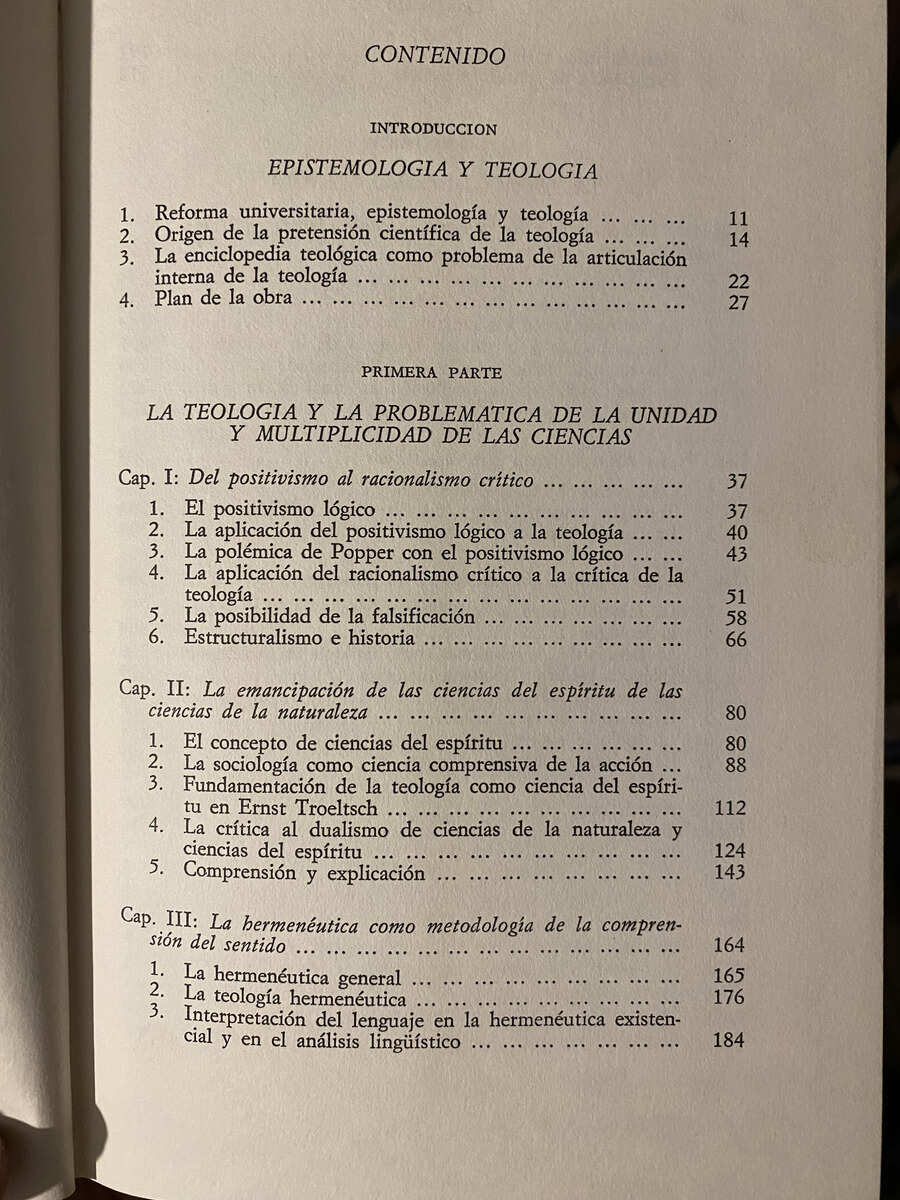 CONTENIDO
INTRODUCCION
EPISTEMOLOGIA Y TEOLOGIA
1. Reforma universitaria, epistemología y teología ... ... ... 11
2. Origen de la pretensión científica de la teología ... ... ... 14
3. La enciclopedia teológica como problema de la articulación
interna de la teología ... ... ... ... ... ... ... ... ... ... ... 22
4. Plan de la obra ... ... ... ... ... ... ... ... ... ... ... ... ... 27
PRIMERA PARTE
LA TEOLOGIA Y LA PROBLEMATICA DE LA UNIDAD
Y MULTIPLICIDAD DE LAS CIENCIAS
Cap. I: Del positivismo al racionalismo crítico ... ... ... ... ... 37
1. El positivismo lógico ... ... ... ... ... ... ... ... ... ... 37
2. La aplicación del positivismo lógico a la teología ... ... 40
3. La polémica de Popper con el positivismo lógico ... ... 43
4. La aplicación del racionalismo crítico a la crítica de la
teología ... ... ... ... ... ... ... ... ... ... ... ... ... ... 51
5. La posibilidad de la falsificación ... ... ... ... ... ... ... 58
6. Estructuralismo e historia ... ... ... ... ... ... ... ... ... 66
Cap. II: La emancipación de las ciencias del espíritu de las
ciencias de la naturaleza ... ... ... ... ... ... ... ... ... ... 80
1. El concepto de ciencias del espíritu ... ... ... ... ... ... 80
2. La sociología como ciencia comprensiva de la acción ... 88
3. Fundamentación de la teología como ciencia del espíri-
tu en Ernst Troeltsch ... ... ... ... ... ... ... ... ... ... 112
4. La crítica al dualismo de ciencias de la naturaleza y
ciencias del espíritu ... ... ... ... ... ... ... ... ... ... 124
5. Comprensión y explicación ... ... ... ... ... ... ... ... 143
Cap. III: La hermenéutica como metodología de la compren-
sión del sentido ... ... ... ... ... ... ... ... ... ... ... ... ... 164
1. La hermenéutica general ... ... ... ... ... ... ... ... ... 165
2. La teología hermenéutica ... ... ... ... ... ... ... ... ... 176
3. Interpretación del lenguaje en la hermenéutica existen-
cial y en el análisis lingüístico ... ... ... ... ... ... ... 184